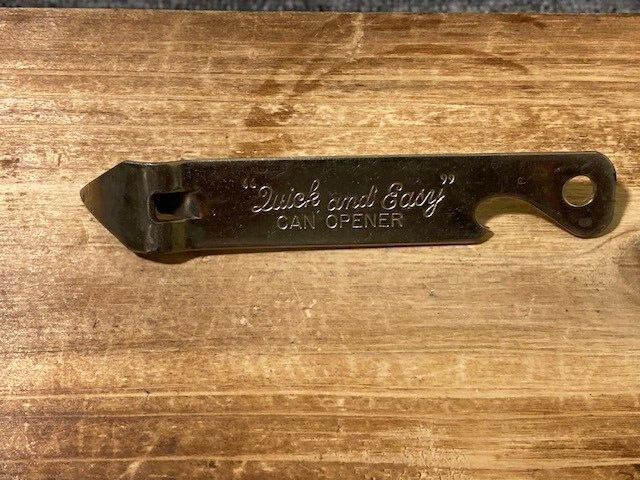 "Quick and Easy"
CAN OPENER